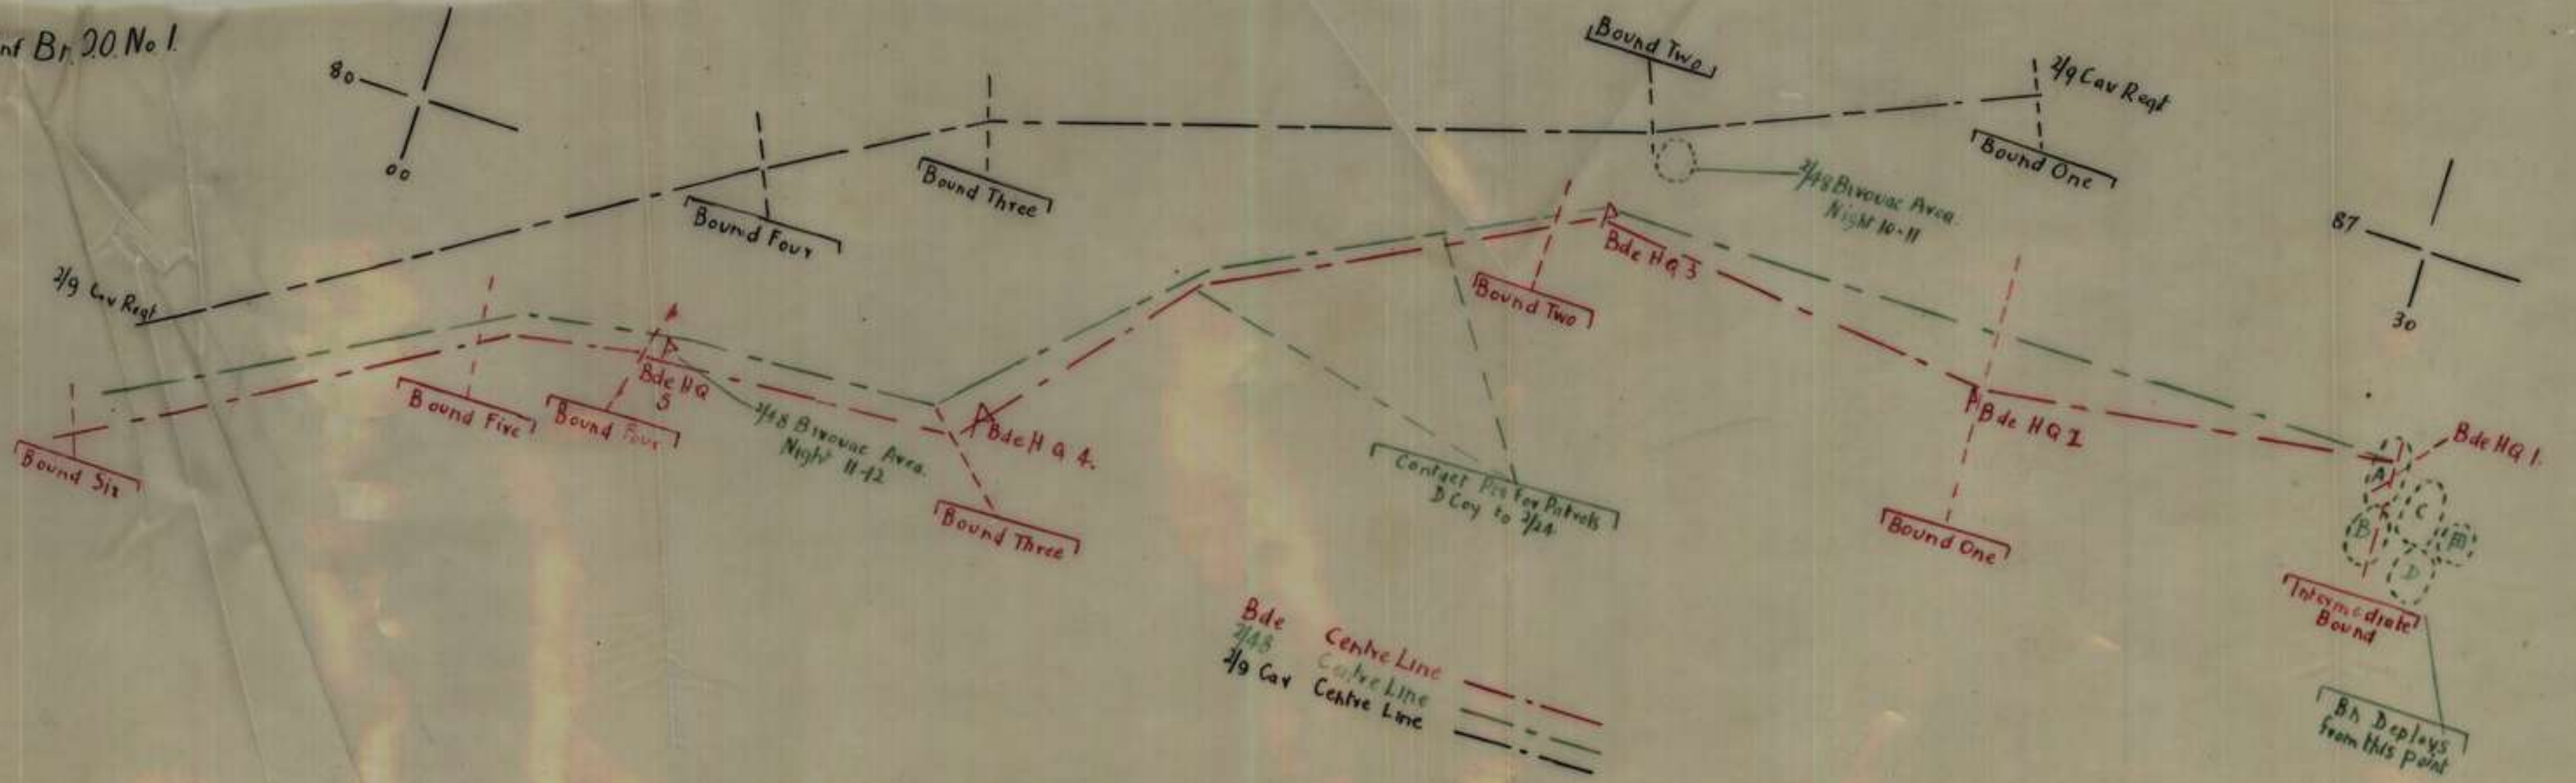 nf Bn. O.O. No 1.
80
00
Bound Two
2/9 Cav Regt
Bound One
Bound Three
Bound Four
2/48 Bivouac Area.
Night 10-11
87
30
2/9 Cav Regt
Bde HQ 3
Bound Two
Bde HQ
5
Bound Five
Bound Four
2/48 Bivouac Area.
Night 11-12
Bde HQ 4.
Bound Three
Bound Six
Contact Pts For Patrols
D Coy to 2/24
Bde HQ 2
Bound One
Bde HQ 1.
A
C
B
D
Intermediate
Bound
Bn Deploys
from this point
Bde Centre Line
2/48 Centre Line
2/9 Cav Centre Line